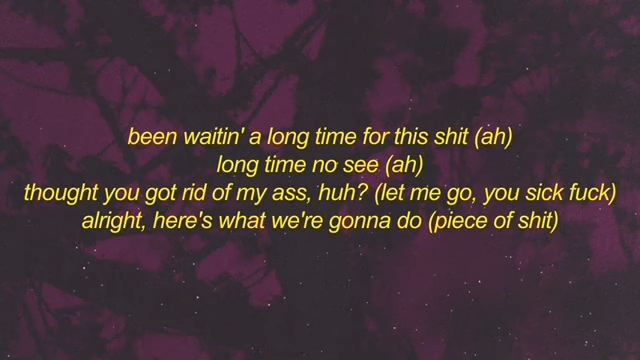 been waitin' a long time for this shit (ah)
long time no see (ah)
thought you got rid of my ass, huh? (let me go, you sick fuck)
alright, here's what we're gonna do (piece of shit)